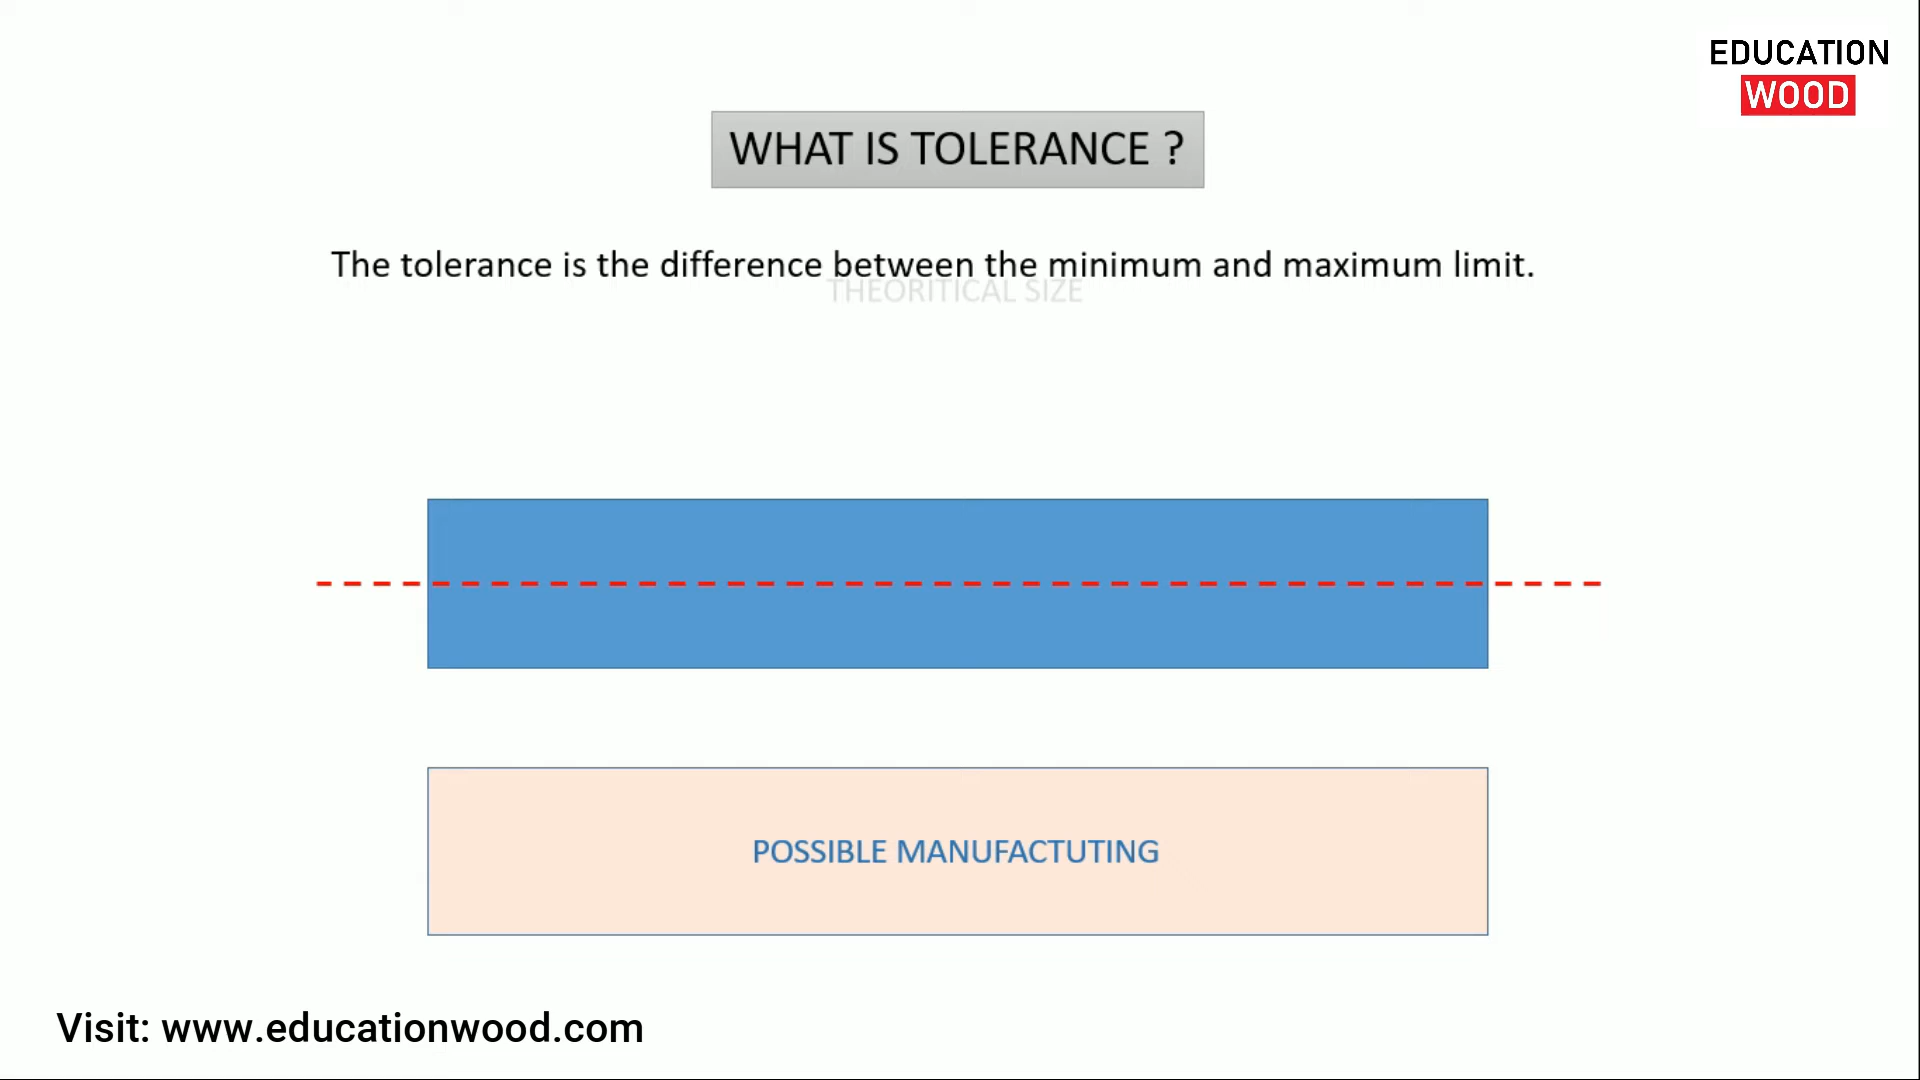 EDUCATION
WOOD
WHAT IS TOLERANCE ?
The tolerance is the difference between the minimum and maximum limit.
THEORITICAL SIZE
POSSIBLE MANUFACTUTING
Visit: www.educationwood.com